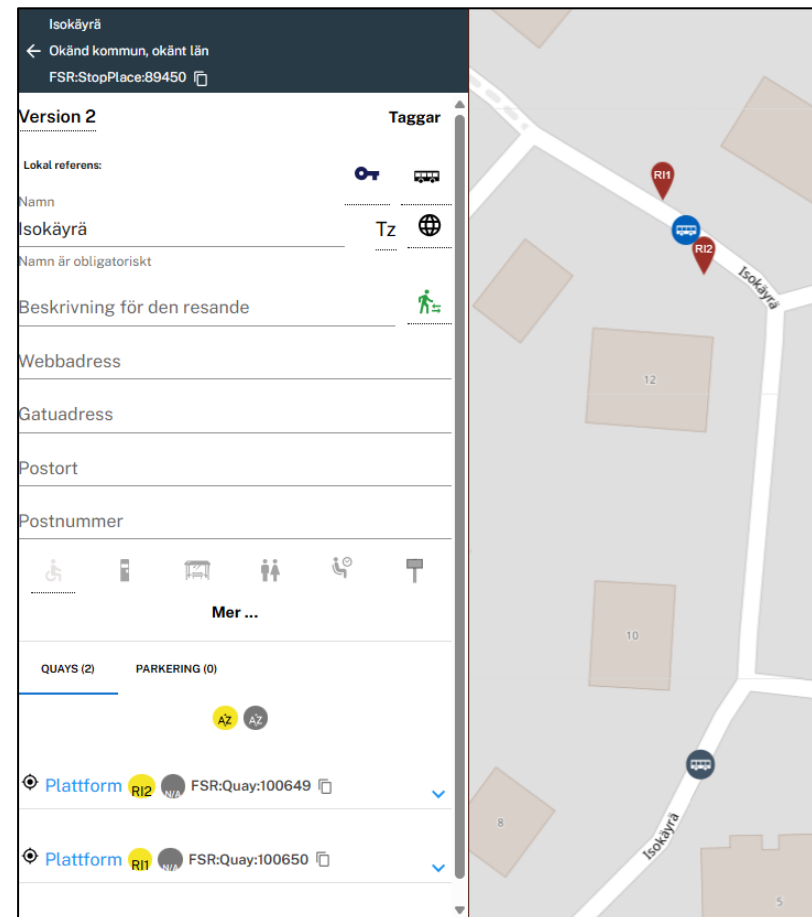 Isokäyrä
Okänd kommun, okänt län
FSR:StopPlace:89450
Version 2
Taggar
Lokal referens:
Namn
Isokäyrä
Tz
Namn är obligatoriskt
Beskrivning för den resande
Webbadress
Gatuadress
Postort
Postnummer
Mer ...
QUAYS (2) PARKERING (0)
AZ AZ
Plattform RI2 N/A FSR:Quay:100649
Plattform RI1 N/A FSR:Quay:100650
RI1
RI2
Isokäyrä
12
10
Isokäyrä
8
5